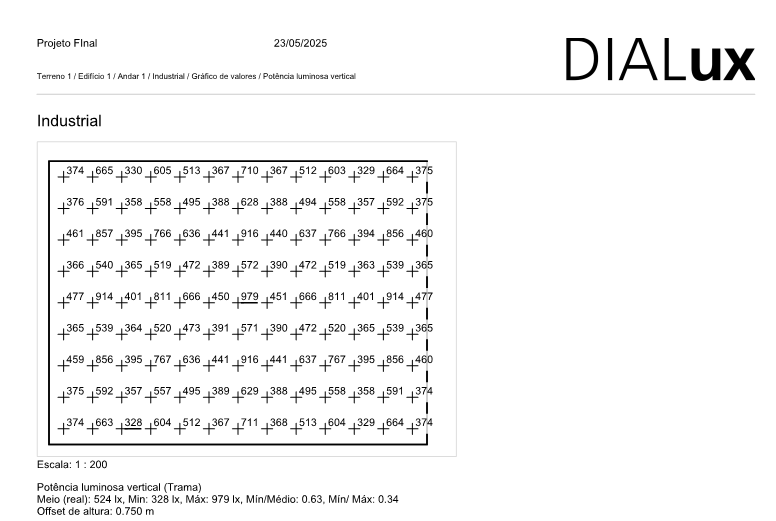 Projeto FInal 23/05/2025
DIALux
Terreno 1 / Edifício 1 / Andar 1 / Industrial / Gráfico de valores / Potência luminosa vertical
Industrial
374 665 330 605 513 367 710 367 512 603 329 664 375
376 591 358 558 495 388 628 388 494 558 357 592 375
461 857 395 766 636 441 916 440 637 766 394 856 460
366 540 365 519 472 389 572 390 472 519 363 539 365
477 914 401 811 666 450 979 451 666 811 401 914 477
365 539 364 520 473 391 571 390 472 520 365 539 365
459 856 395 767 636 441 916 441 637 767 395 856 460
375 592 357 557 495 389 629 388 495 558 358 591 374
374 663 328 604 512 367 711 368 513 604 329 664 374
Escala: 1 : 200
Potência luminosa vertical (Trama)
Meio (real): 524 lx, Min: 328 lx, Máx: 979 lx, Mín/Médio: 0.63, Mín/ Máx: 0.34
Offset de altura: 0.750 m